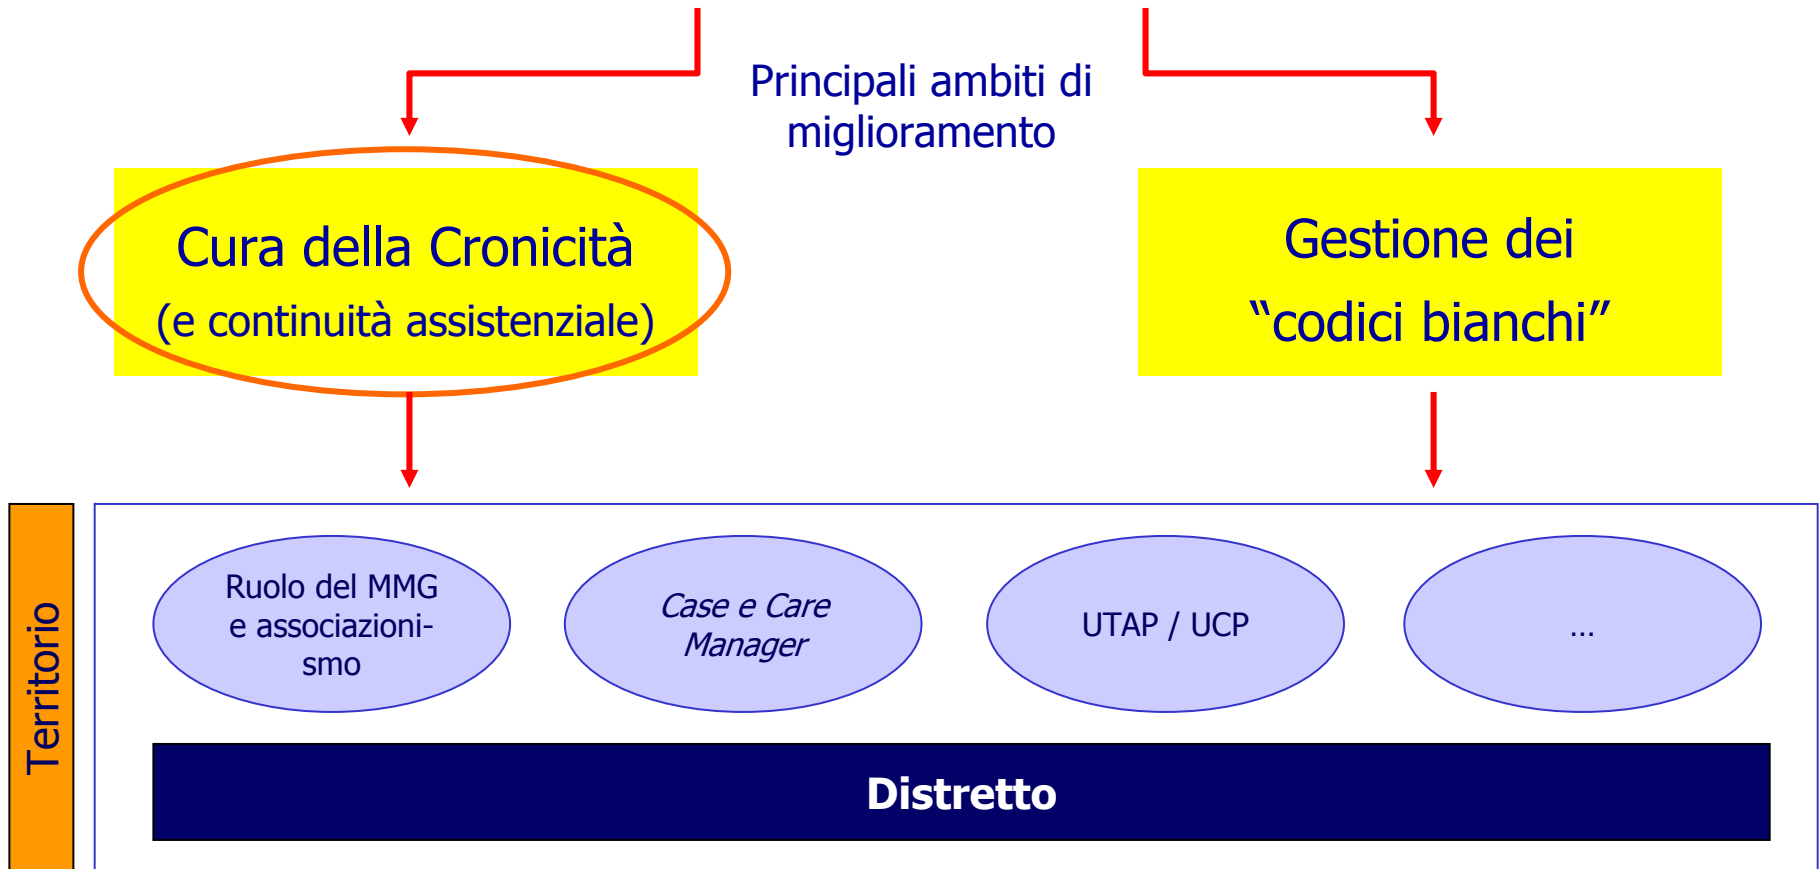 Principali ambiti di
miglioramento
Cura della Cronicità
(e continuità assistenziale)
Gestione dei
“codici bianchi”
Territorio
Ruolo del MMG
e associazioni-
smo
Case e Care
Manager
UTAP / UCP
…
Distretto